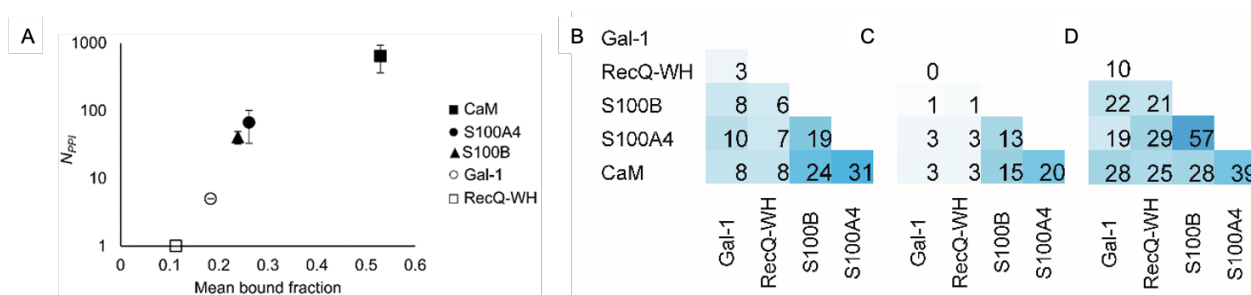 A
1000
100
10
1
N_PPI
0 0.1 0.2 0.3 0.4 0.5 0.6
Mean bound fraction
CaM
S100A4
S100B
Gal-1
RecQ-WH
B
Gal-1
RecQ-WH 3
S100B 8 6
S100A4 10 7 19
CaM 8 8 24 31
Gal-1 RecQ-WH S100B S100A4
C
0
1 1
3 3 13
3 3 15 20
Gal-1 RecQ-WH S100B S100A4
D
10
22 21
19 29 57
28 25 28 39
Gal-1 RecQ-WH S100B S100A4